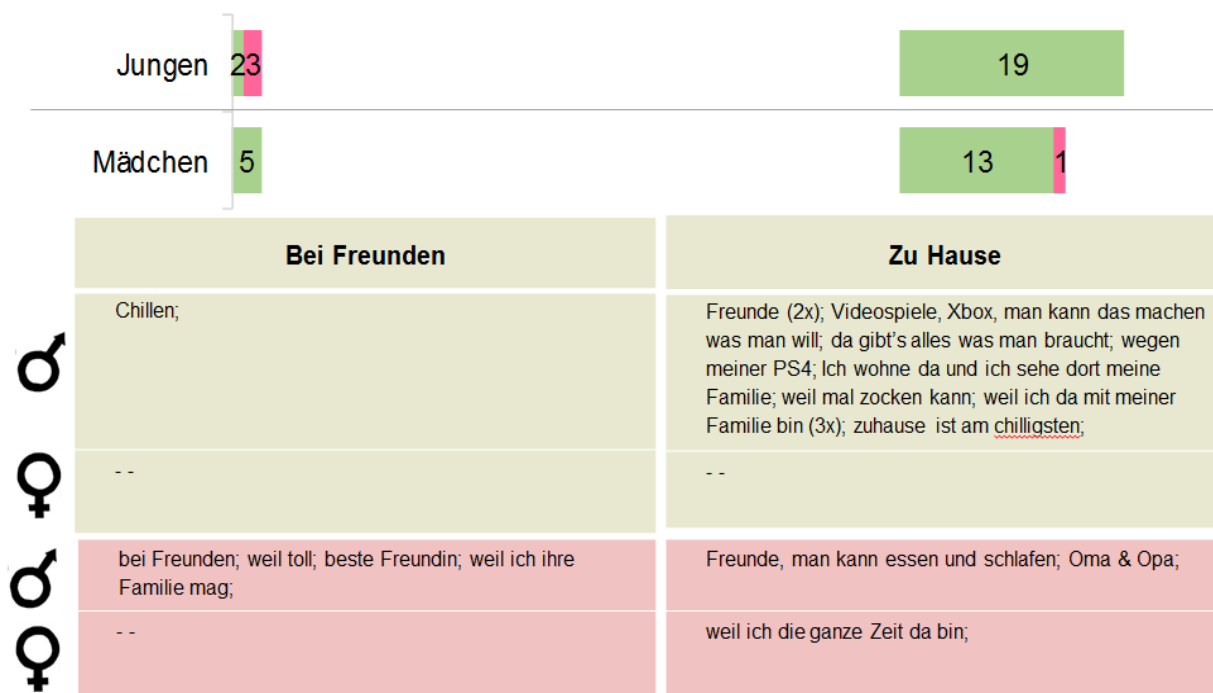 Jungen 23 19
Mädchen 5 13 1
Bei Freunden
Zu Hause
Chillen;
Freunde (2x); Videospiele, Xbox, man kann das machen
was man will; da gibt's alles was man braucht; wegen
meiner PS4; Ich wohne da und ich sehe dort meine
Familie; weil mal zocken kann; weil ich da mit meiner
Familie bin (3x); zuhause ist am chilligsten;
- -
- -
bei Freunden; weil toll; beste Freundin; weil ich ihre
Familie mag;
Freunde, man kann essen und schlafen; Oma & Opa;
- -
weil ich die ganze Zeit da bin;